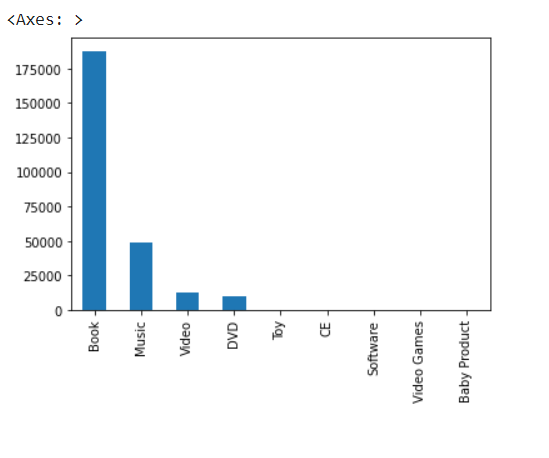 <Axes: >
175000
150000
125000
100000
75000
50000
25000
0
Book
Music
Video
DVD
Toy
CE
Software
Video Games
Baby Product